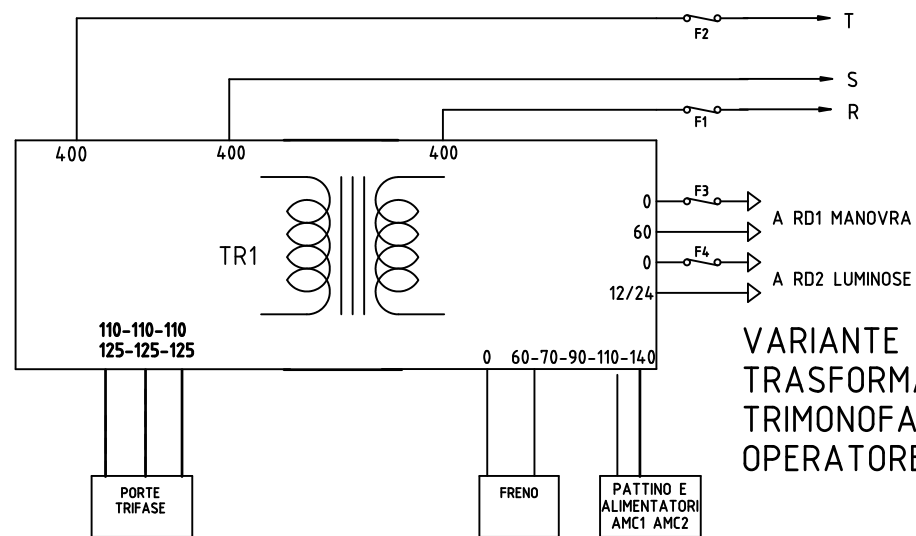 T
F2
S
R
F1
400
400
400
TR1
0
F3
A RD1 MANOVRA
60
0
F4
A RD2 LUMINOSE
12/24
110-110-110
125-125-125
0
60-70-90-110-140
VARIANTE
TRASFORMA
TRIMONOFA
OPERATORE
PORTE
TRIFASE
FRENO
PATTINO E
ALIMENTATORI
AMC1 AMC2